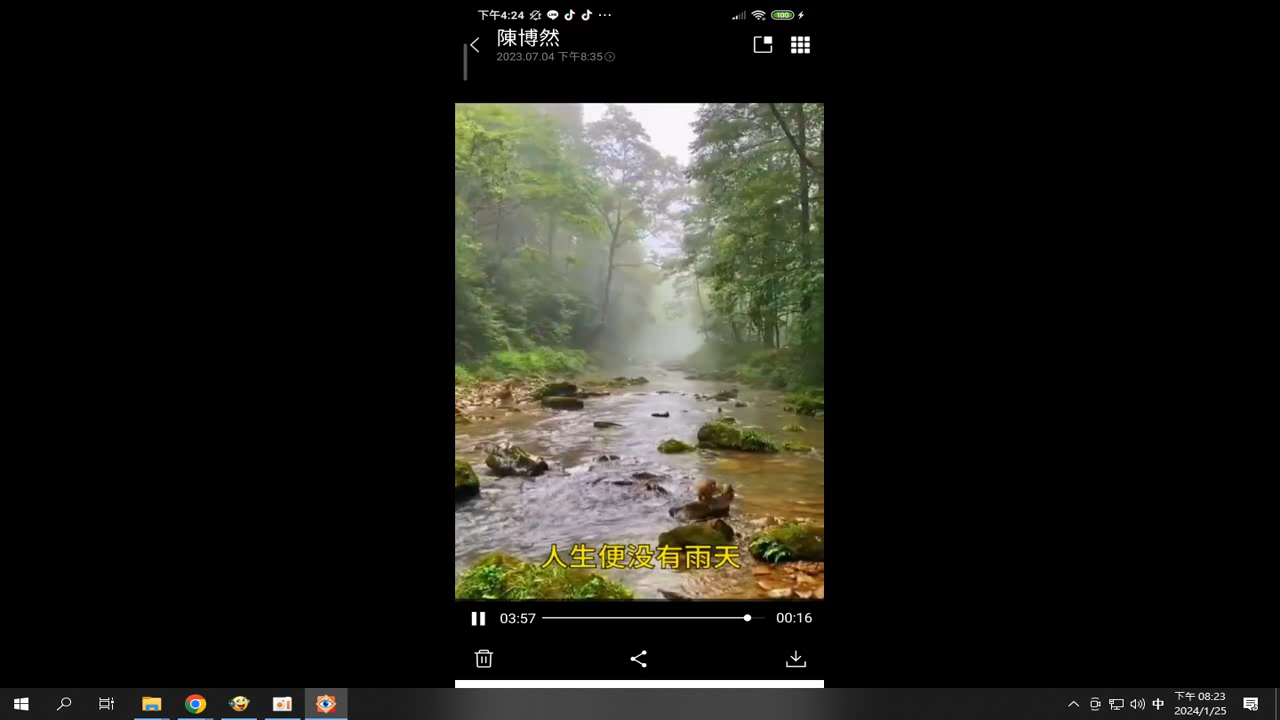 下午4:24
100
陳博然
2023.07.04 下午8:35
人生便没有雨天
03:57
00:16
中
下午 08:23
2024/1/25